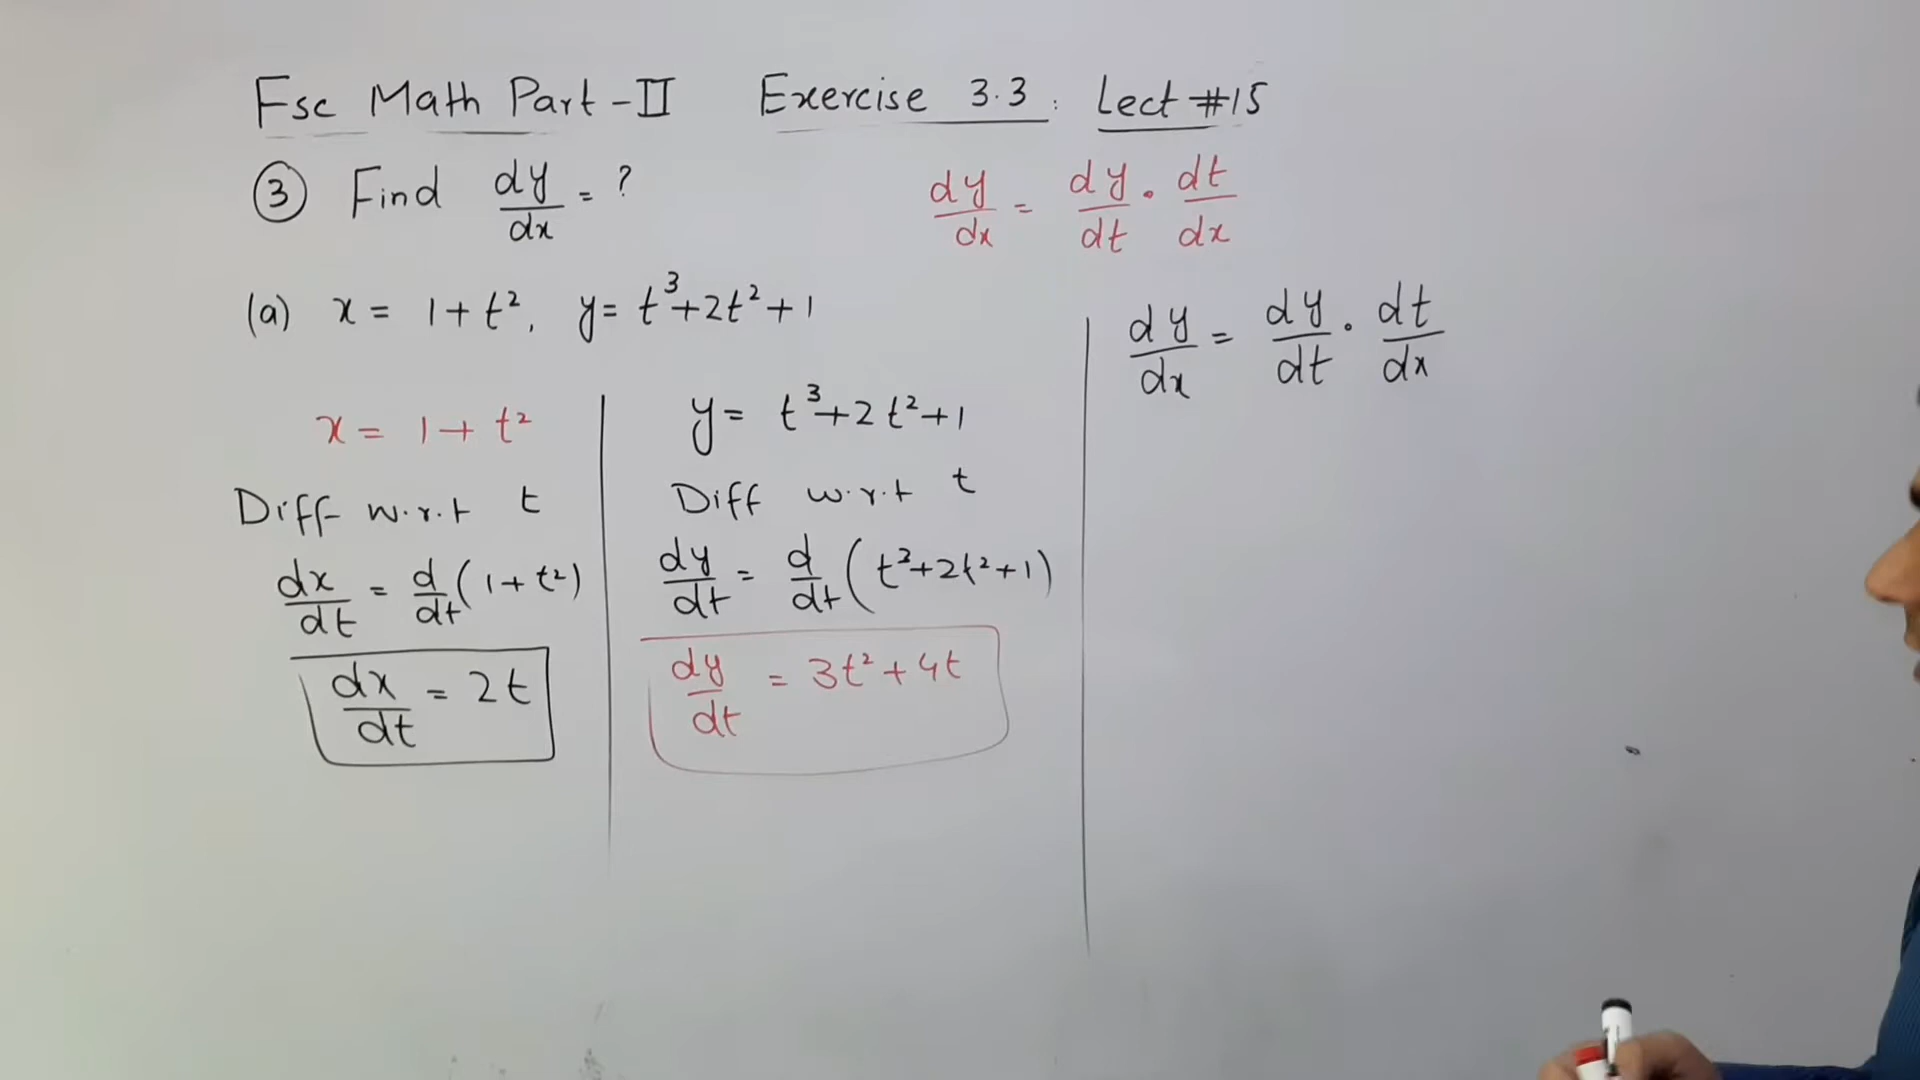 Fsc Math Part-II Exercise 3.3: Lect #15
③ Find dy/dx = ?
dy/dx = dy/dt · dt/dx
(a) x = 1 + t², y = t³+2t²+1
x = 1 + t²
Diff w.r.t t
dx/dt = d/dt (1 + t²)
dx/dt = 2t
y = t³+2t²+1
Diff w.r.t t
dy/dt = d/dt (t³+2t²+1)
dy/dt = 3t² + 4t
dy/dx = dy/dt · dt/dx